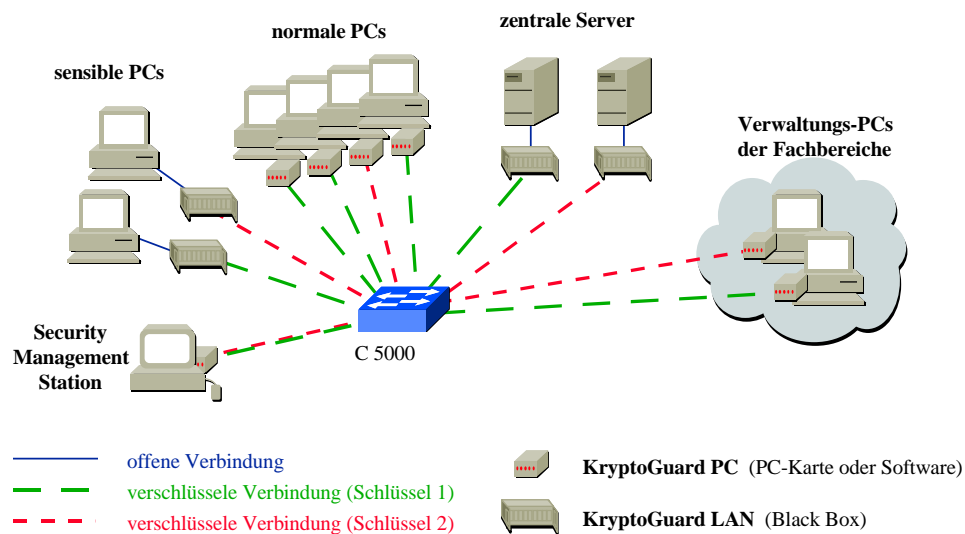 zentrale Server
normale PCs
sensible PCs
Verwaltungs-PCs
der Fachbereiche
Security
Management
Station
C 5000
offene Verbindung
verschlüssele Verbindung (Schlüssel 1)
verschlüssele Verbindung (Schlüssel 2)
KryptoGuard PC (PC-Karte oder Software)
KryptoGuard LAN (Black Box)